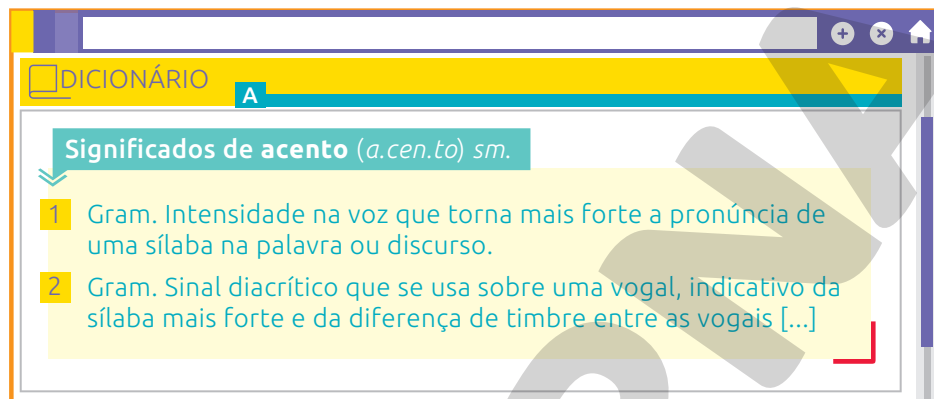 DICIONÁRIO
A
Significados de acento (a.cen.to) sm.
1 Gram. Intensidade na voz que torna mais forte a pronúncia de
uma sílaba na palavra ou discurso.
2 Gram. Sinal diacrítico que se usa sobre uma vogal, indicativo da
sílaba mais forte e da diferença de timbre entre as vogais [...]